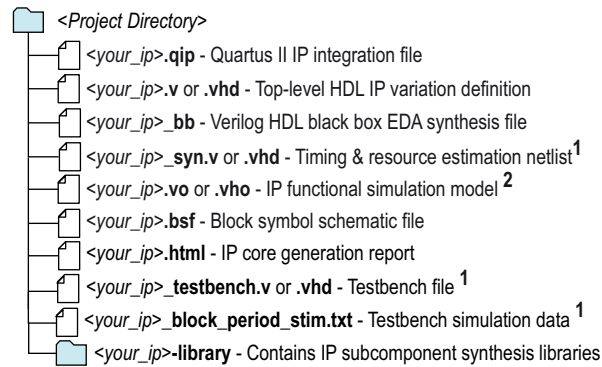 <Project Directory>
<your_ip>.qip - Quartus II IP integration file
<your_ip>.v or .vhd - Top-level HDL IP variation definition
<your_ip>_bb - Verilog HDL black box EDA synthesis file
<your_ip>_syn.v or .vhd - Timing & resource estimation netlist1
<your_ip>.vo or .vho - IP functional simulation model 2
<your_ip>.bsf - Block symbol schematic file
<your_ip>.html - IP core generation report
<your_ip>_testbench.v or .vhd - Testbench file 1
<your_ip>_block_period_stim.txt - Testbench simulation data 1
<your_ip>-library - Contains IP subcomponent synthesis libraries